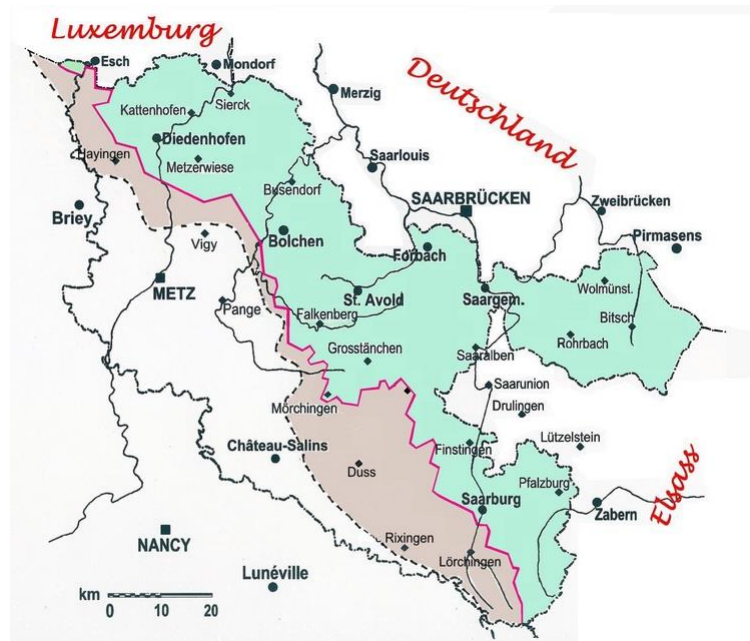 Luxemburg
Esch
Mondorf
Deutschland
Merzig
Kattenhofen
Sierck
Diedenhofen
Hayingen
Metzerwiese
Saarlouis
Busendorf
Briey
SAARBRÜCKEN
Zweibrücken
Vigy
Bolchen
Forbach
Pirmasens
METZ
Pange
St. Avold
Saargem.
Wolmünst.
Falkenberg
Bitsch
Grosstänchen
Saaralben
Rohrbach
Mörchingen
Saarunion
Drulingen
Château-Salins
Finstingen
Lützelstein
Duss
Pfalzburg
Elsass
Saarburg
Zabern
NANCY
Rixingen
Lörchingen
Lunéville
km
0 10 20